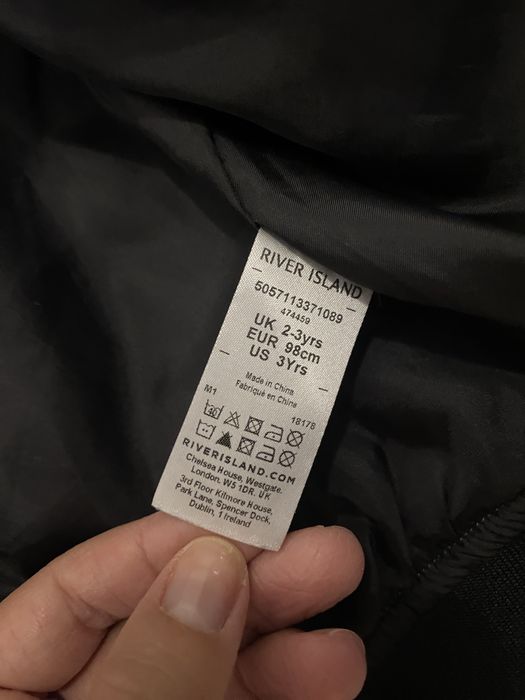 RIVER ISLAND
5057113371089
474459
UK 2-3yrs
EUR 98cm
US 3Yrs
Made in China
Fabriqué en China
M1 18178
40
RIVERISLAND.COM
Chelsea House, Westgate,
London. W5 1DR. UK
3rd Floor Kilmore House,
Park Lane, Spencer Dock,
Dublin, 1 Ireland